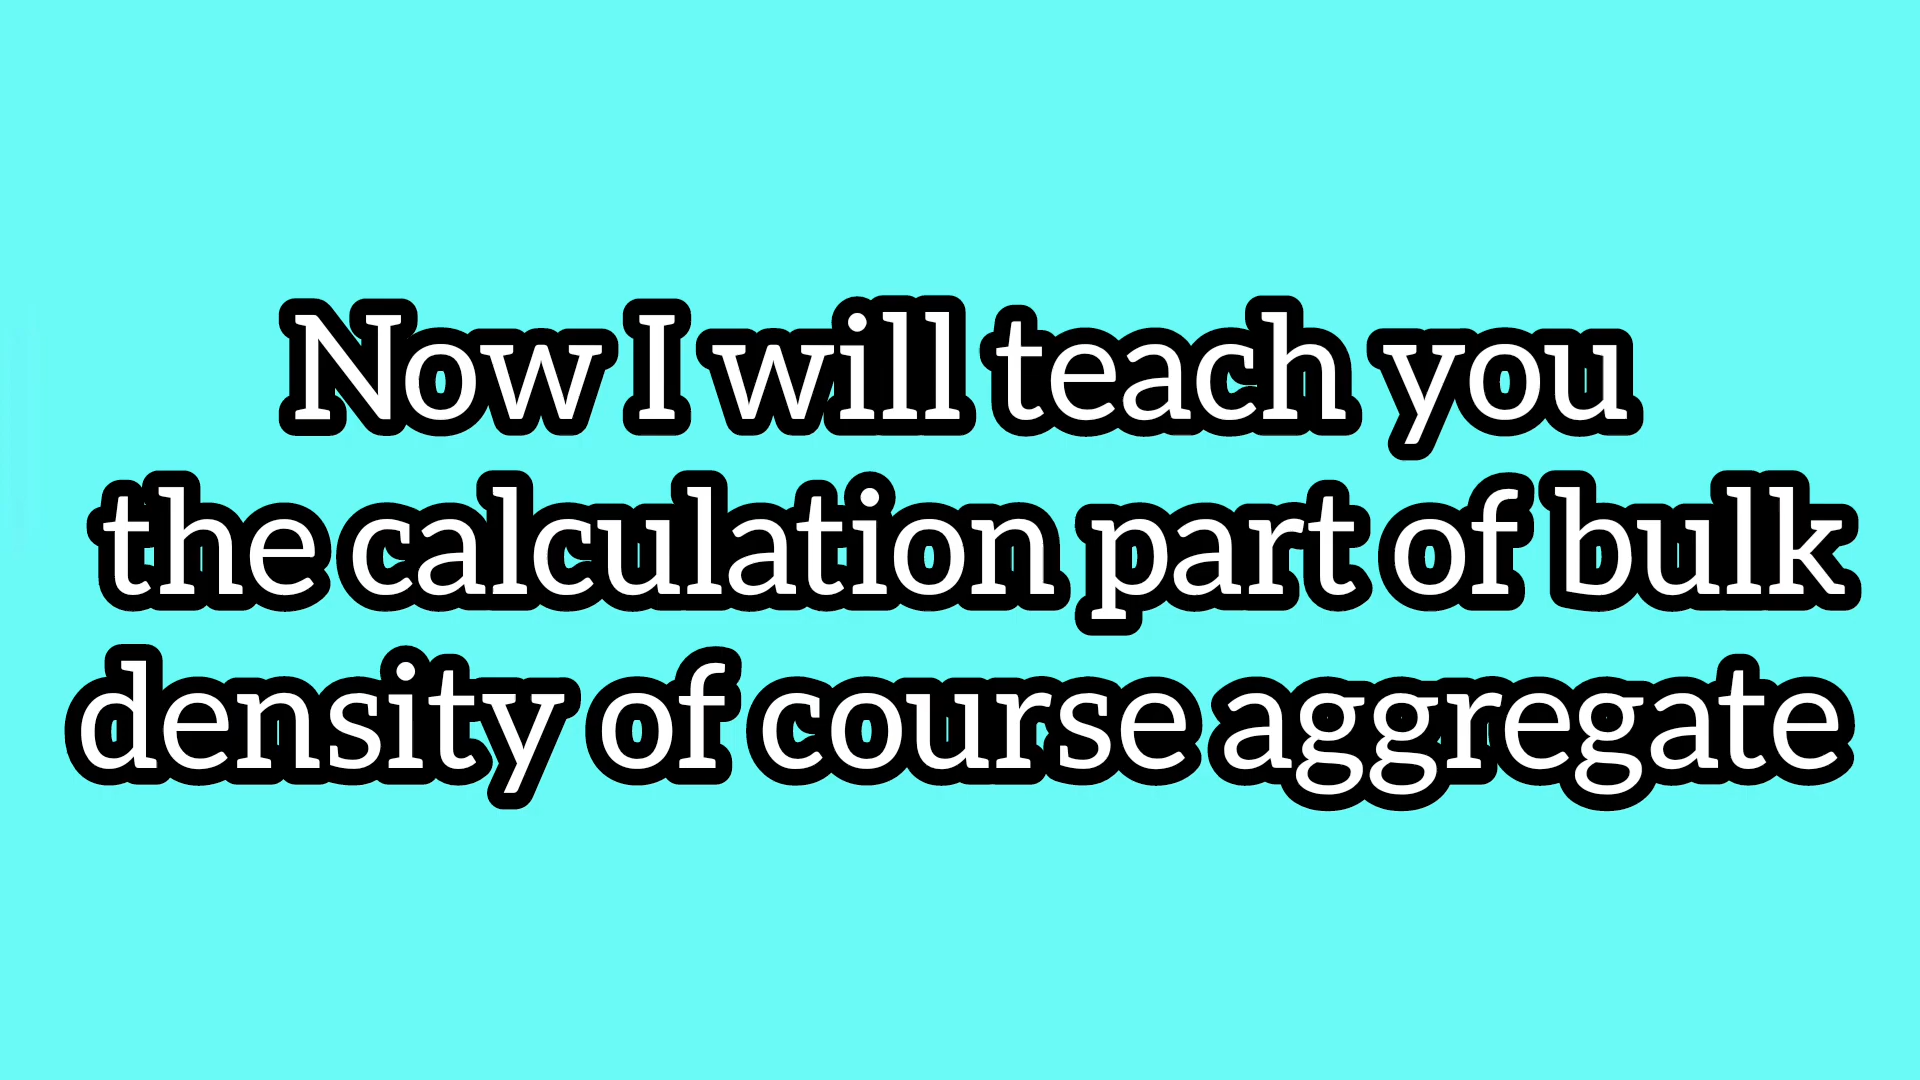 Now I will teach you
the calculation part of bulk
density of course aggregate